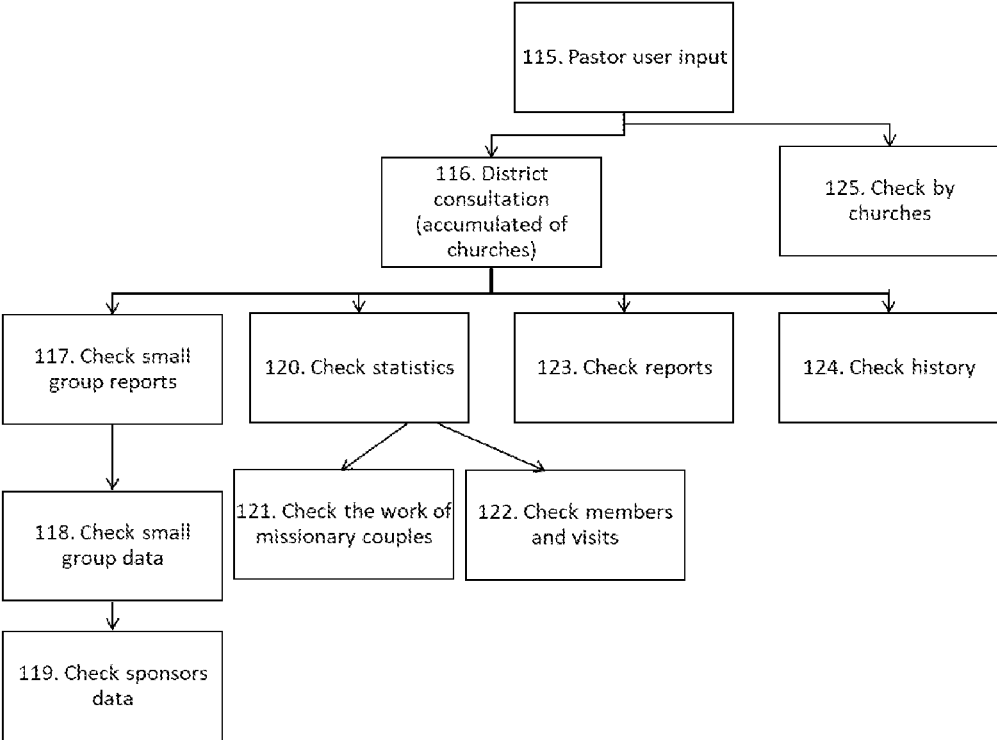 115. Pastor user input
116. District
consultation
(accumulated of
churches)
125. Check by
churches
117. Check small
group reports
120. Check statistics
123. Check reports
124. Check history
118. Check small
group data
121. Check the work of
missionary couples
122. Check members
and visits
119. Check sponsors
data